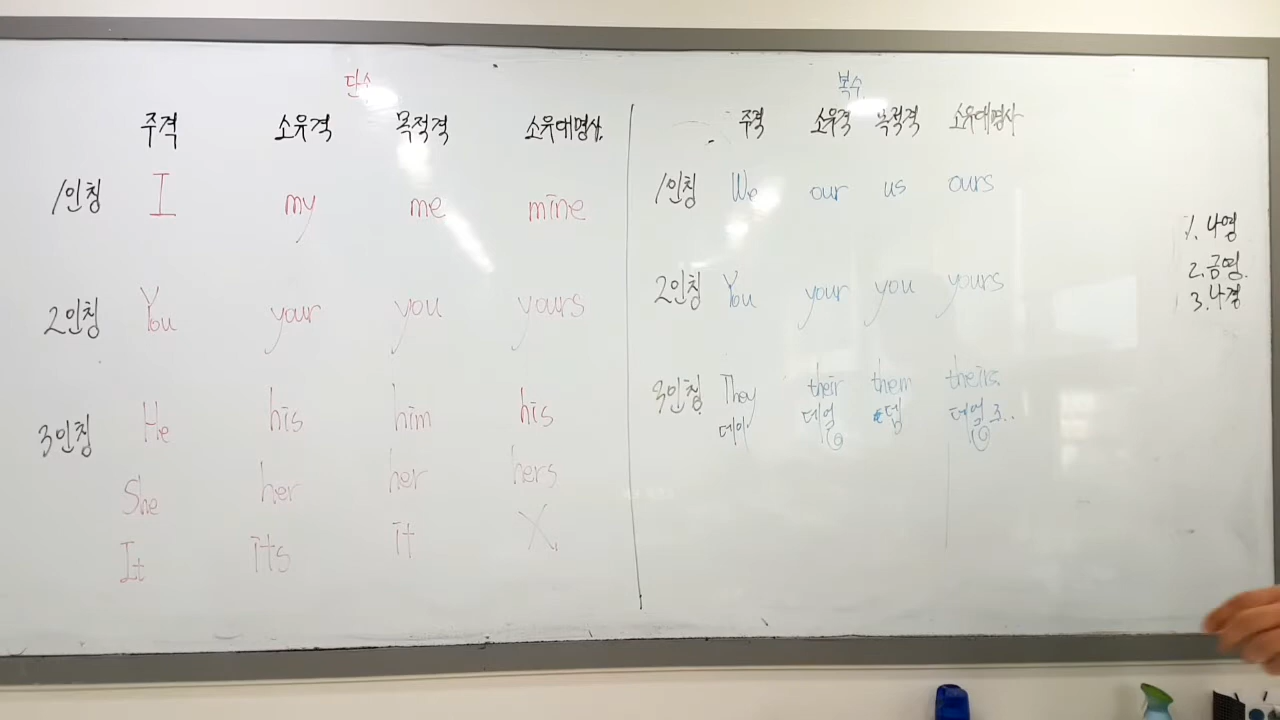 단수
주격 소유격 목적격 소유대명사.
1인칭 I my me mine
2인칭 You your you yours
3인칭 He his him his
She her her hers
It its it X
복수
주격 소유격 목적격 소유대명사
1인칭 We our us ours
2인칭 You your you yours
3인칭 They their them theirs
데이 데얼 뎀 데얼즈..
1. 나영
2. 금영.
3. 나경